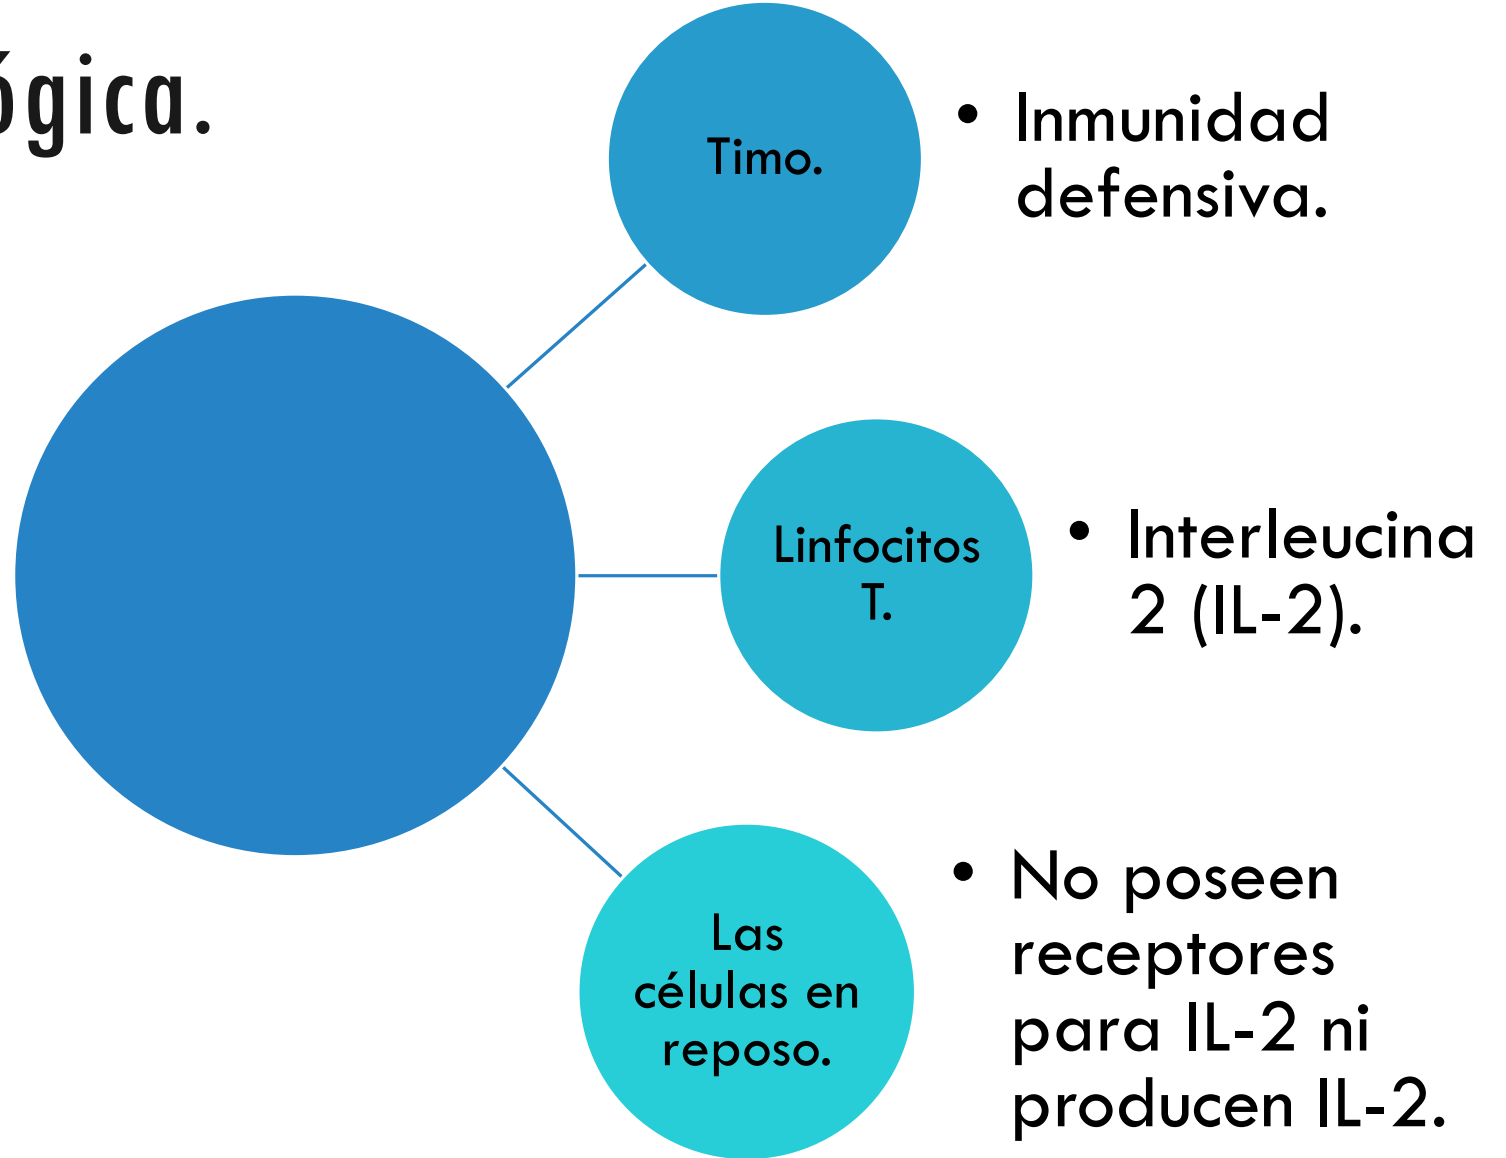 ógica.
Timo.
• Inmunidad
defensiva.
Linfocitos
T.
• Interleucina
2 (IL-2).
Las
células en
reposo.
• No poseen
receptores
para IL-2 ni
producen IL-2.